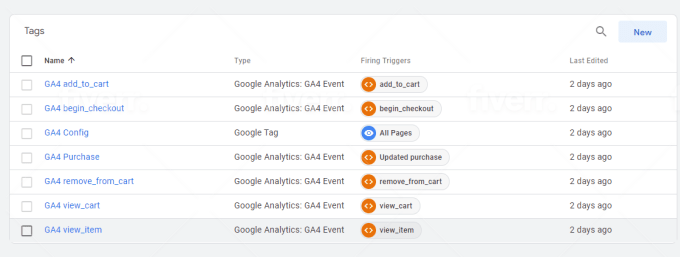 Tags
New
Name Type Firing Triggers Last Edited
GA4 add_to_cart Google Analytics: GA4 Event add_to_cart 2 days ago
GA4 begin_checkout Google Analytics: GA4 Event begin_checkout 2 days ago
GA4 Config Google Tag All Pages 2 days ago
GA4 Purchase Google Analytics: GA4 Event Updated purchase 2 days ago
GA4 remove_from_cart Google Analytics: GA4 Event remove_from_cart 2 days ago
GA4 view_cart Google Analytics: GA4 Event view_cart 2 days ago
GA4 view_item Google Analytics: GA4 Event view_item 2 days ago